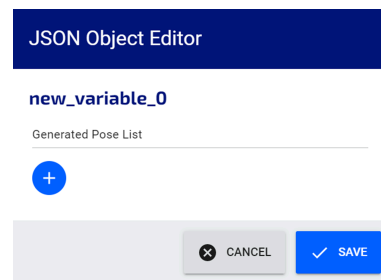 JSON Object Editor
new_variable_0
Generated Pose List
CANCEL
SAVE